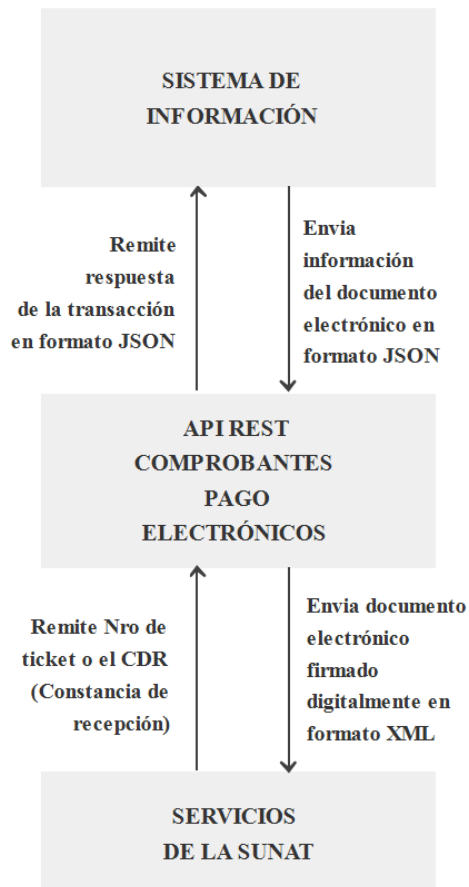 SISTEMA DE
INFORMACIÓN
Remite
respuesta
de la transacción
en formato JSON
Envia
información
del documento
electrónico en
formato JSON
API REST
COMPROBANTES
PAGO
ELECTRÓNICOS
Remite Nro de
ticket o el CDR
(Constancia de
recepción)
Envia documento
electrónico
firmado
digitalmente en
formato XML
SERVICIOS
DE LA SUNAT